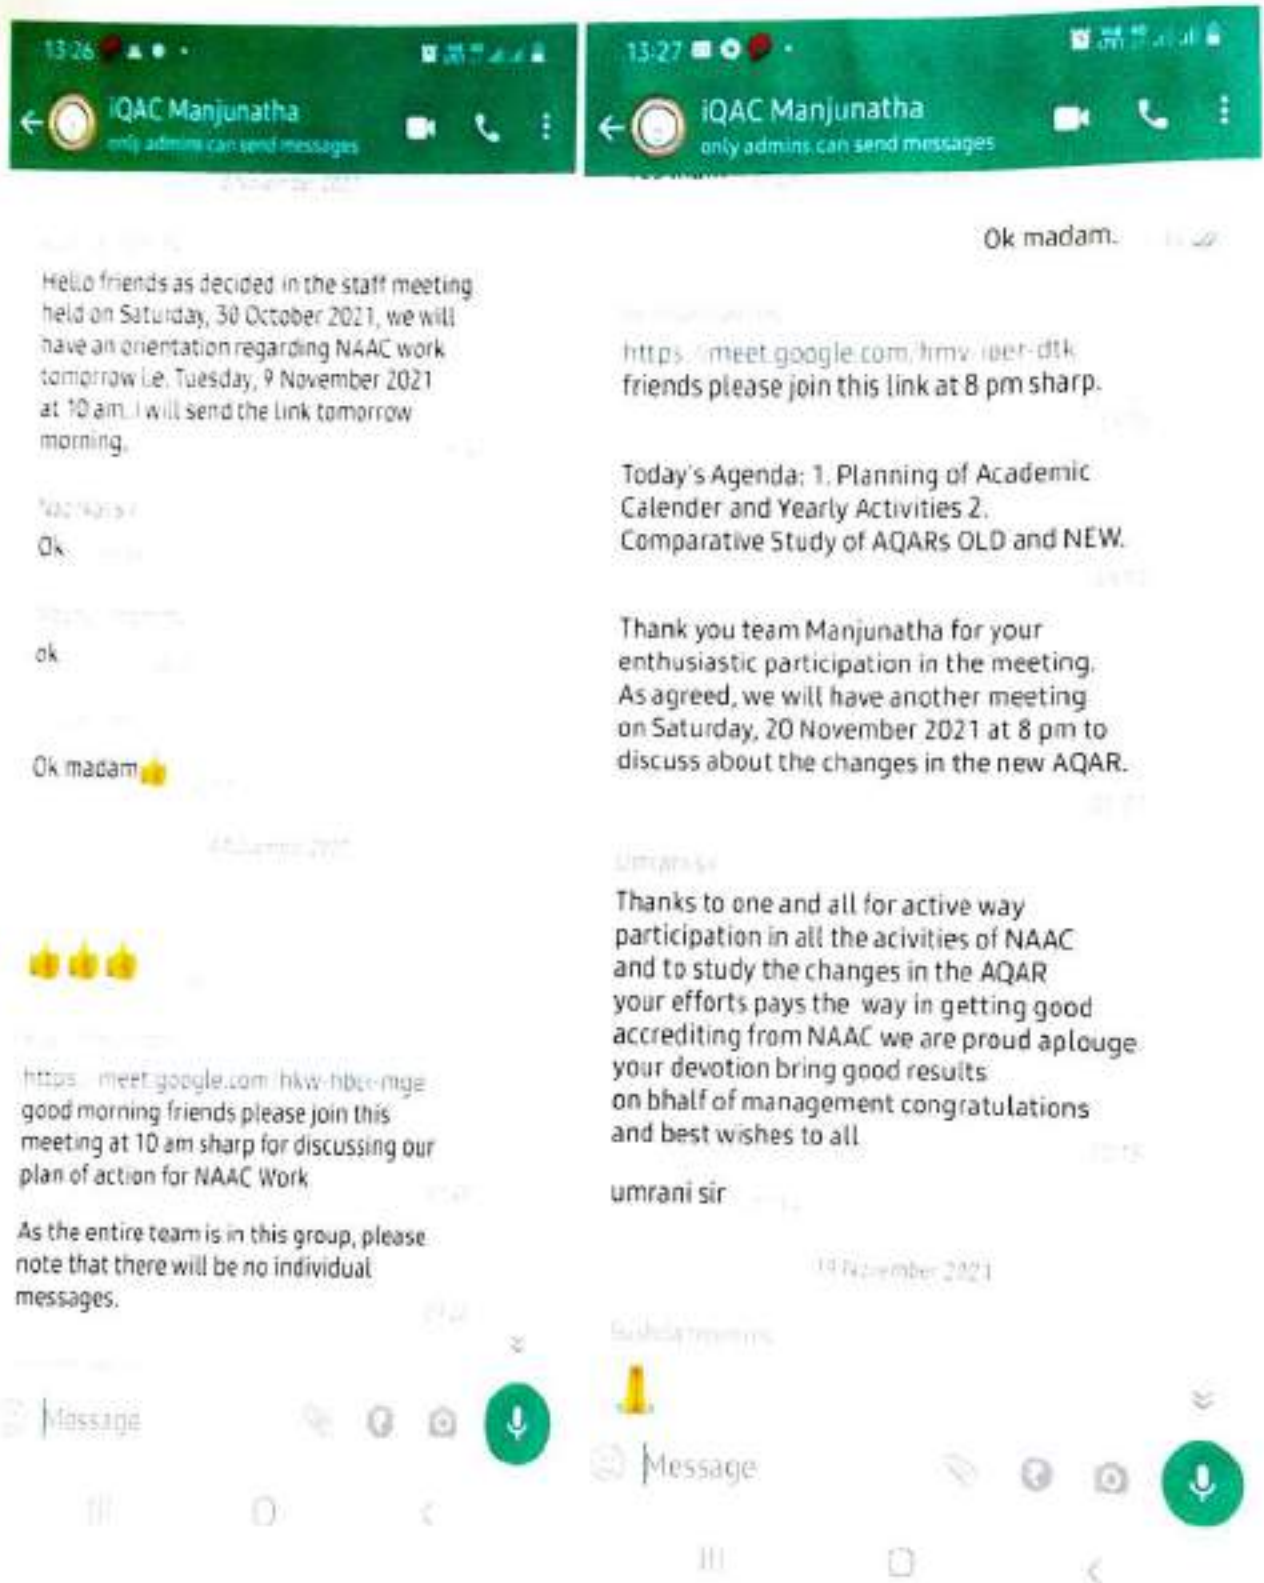 13:26
iQAC Manjunatha
only admins can send messages
Hello friends as decided in the staff meeting
held on Saturday, 30 October 2021, we will
have an orientation regarding NAAC work
tomorrow i.e. Tuesday, 9 November 2021
at 10 am. I will send the link tomorrow
morning.
Ok
ok
Ok madam👍
👍👍👍
good morning friends please join this
meeting at 10 am sharp for discussing our
plan of action for NAAC Work
As the entire team is in this group, please
note that there will be no individual
messages.
Message
13:27
iQAC Manjunatha
only admins can send messages
Ok madam.
friends please join this link at 8 pm sharp.
Today's Agenda: 1. Planning of Academic
Calender and Yearly Activities 2.
Comparative Study of AQARs OLD and NEW.
Thank you team Manjunatha for your
enthusiastic participation in the meeting.
As agreed, we will have another meeting
on Saturday, 20 November 2021 at 8 pm to
discuss about the changes in the new AQAR.
Umrani sir
Thanks to one and all for active way
participation in all the acivities of NAAC
and to study the changes in the AQAR
your efforts pays the way in getting good
accrediting from NAAC we are proud aplouge
your devotion bring good results
on bhalf of management congratulations
and best wishes to all
umrani sir
19 November 2021
🙏
Message